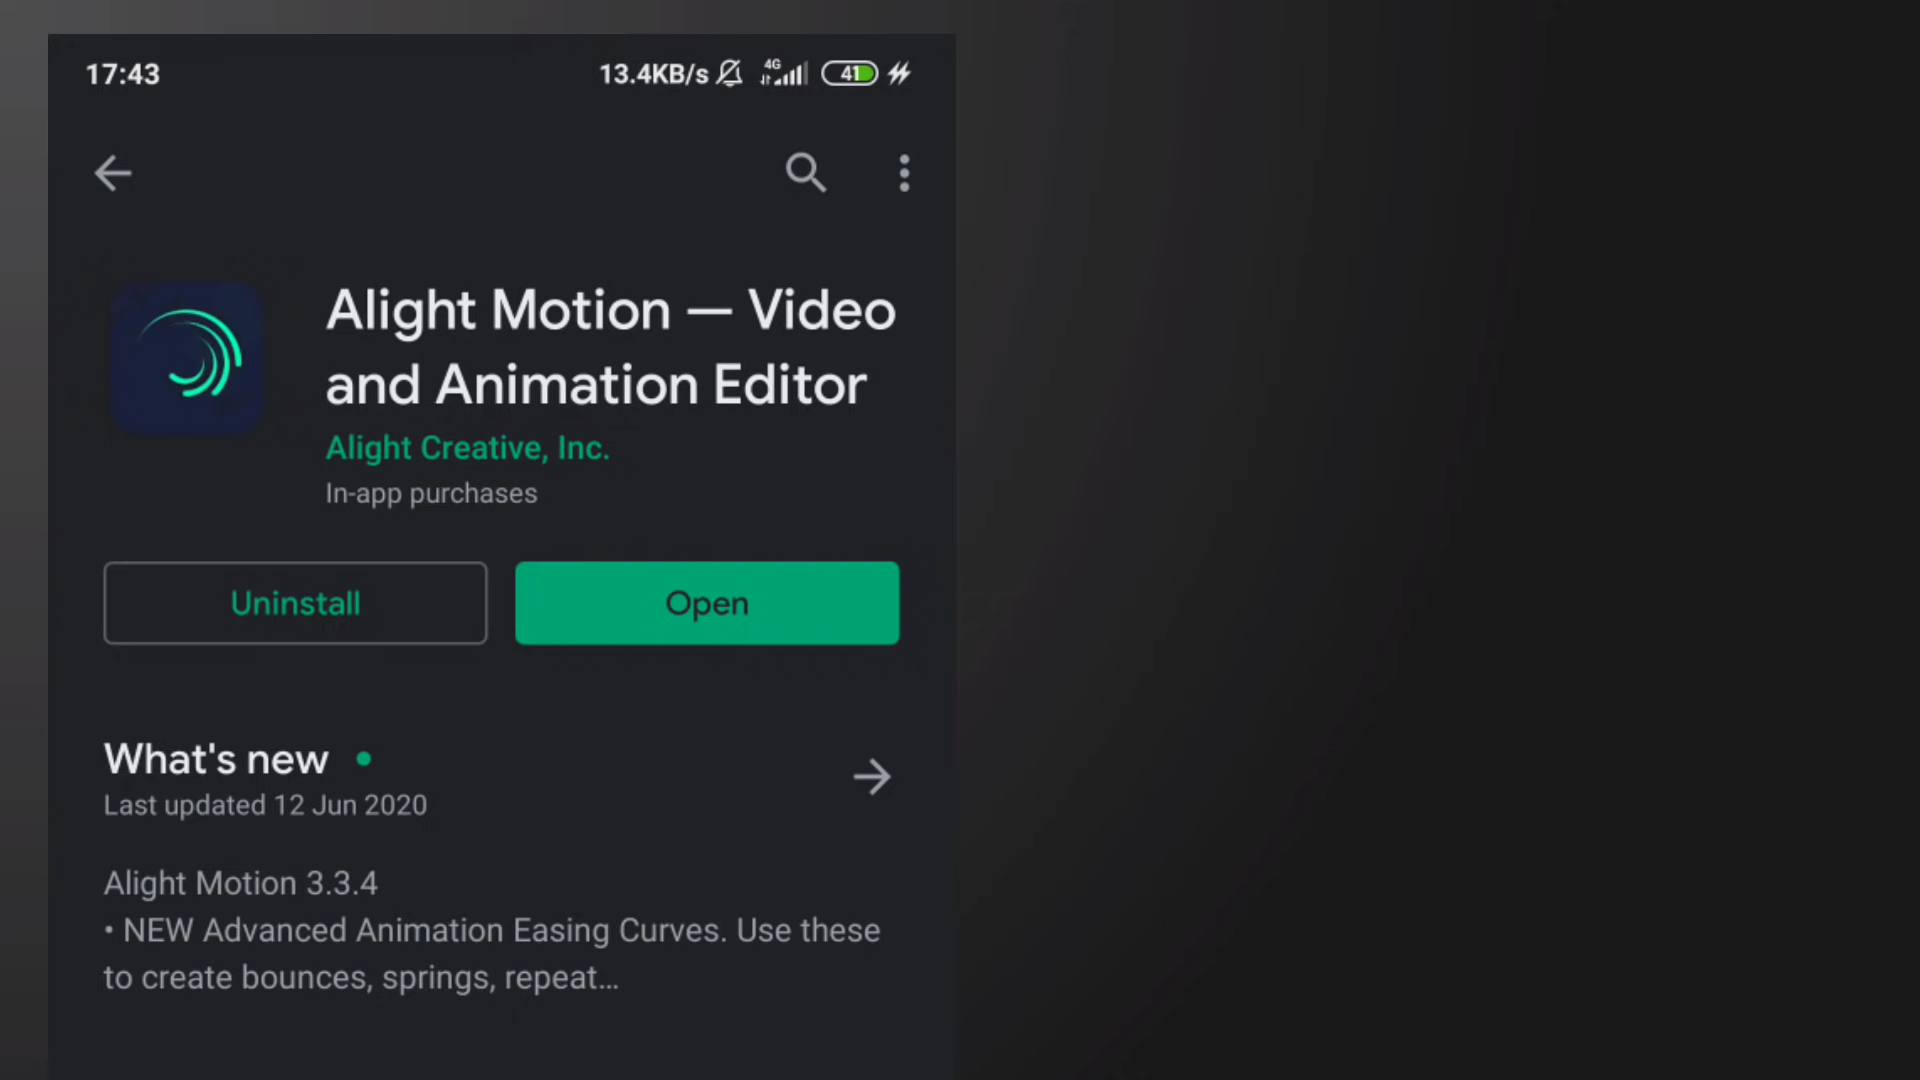 17:43
13.4KB/s 4G 41
Alight Motion — Video
and Animation Editor
Alight Creative, Inc.
In-app purchases
Uninstall
Open
What's new
Last updated 12 Jun 2020
Alight Motion 3.3.4
• NEW Advanced Animation Easing Curves. Use these
to create bounces, springs, repeat...